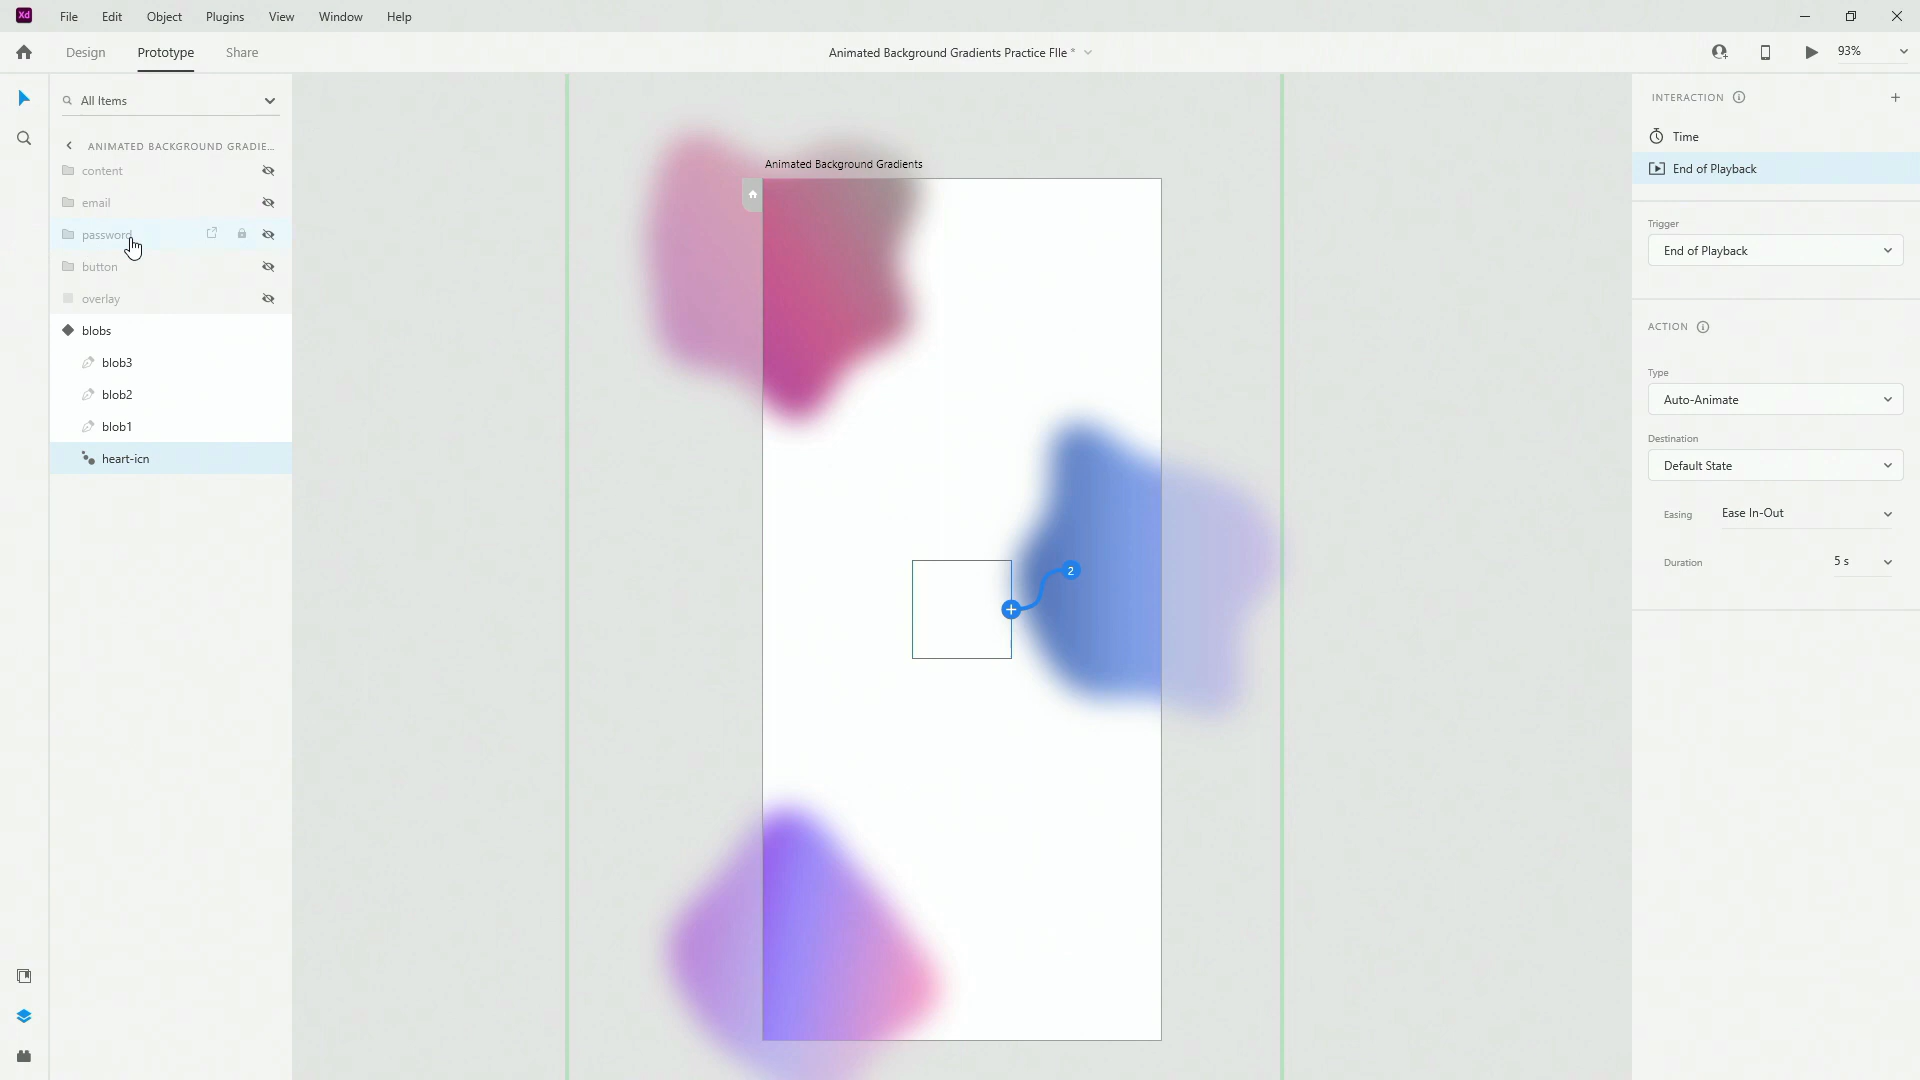 Xd File Edit Object Plugins View Window Help
Design Prototype Share Animated Background Gradients Practice FIle * 93%
All Items
ANIMATED BACKGROUND GRADIE...
content
email
password
button
overlay
blobs
blob3
blob2
blob1
heart-icn
Animated Background Gradients
2
INTERACTION
Time
End of Playback
Trigger
End of Playback
ACTION
Type
Auto-Animate
Destination
Default State
Easing Ease In-Out
Duration 5 s